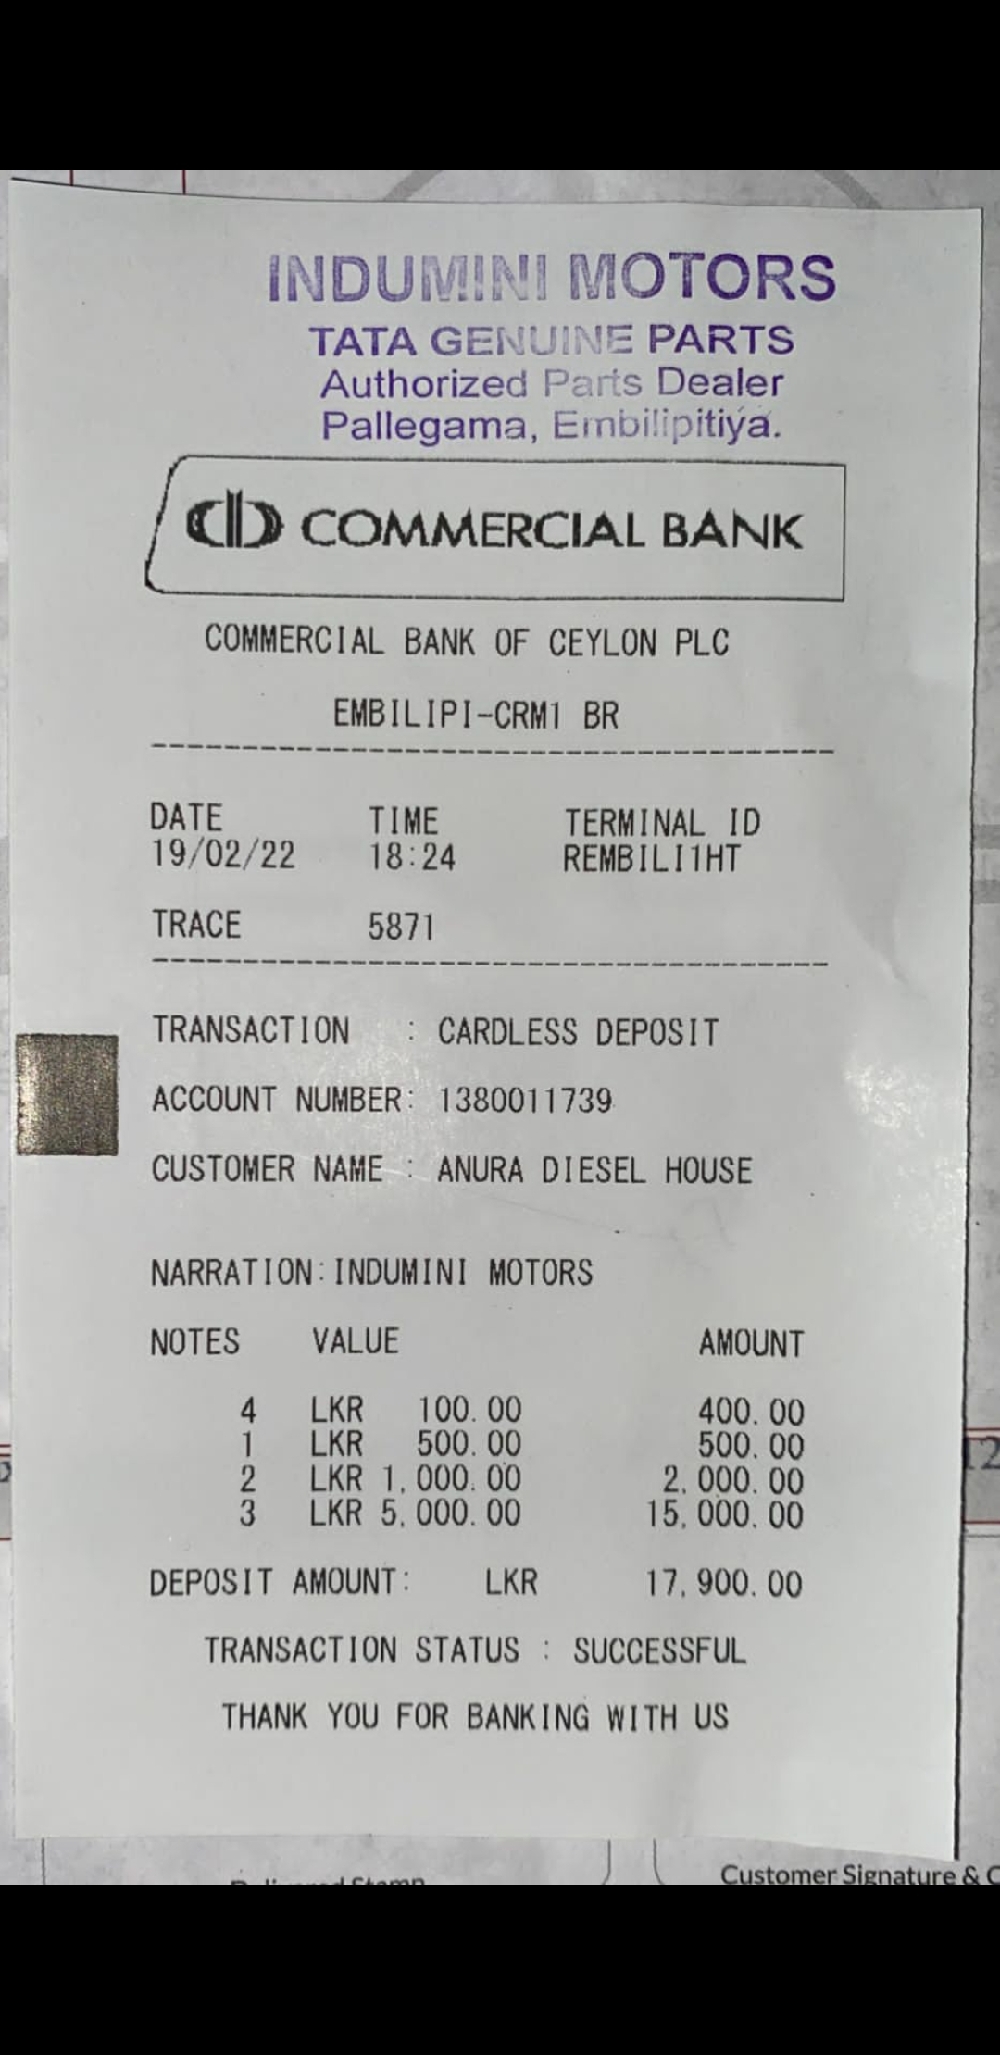 INDUMINI MOTORS
TATA GENUINE PARTS
Authorized Parts Dealer
Pallegama, Embilipitiya.
COMMERCIAL BANK
COMMERCIAL BANK OF CEYLON PLC
EMBILIPI-CRM1 BR
DATE TIME TERMINAL ID
19/02/22 18:24 REMBILI1HT
TRACE 5871
TRANSACTION : CARDLESS DEPOSIT
ACCOUNT NUMBER: 1380011739
CUSTOMER NAME : ANURA DIESEL HOUSE
NARRATION:INDUMINI MOTORS
NOTES VALUE AMOUNT
4 LKR 100.00 400.00
1 LKR 500.00 500.00
2 LKR 1,000.00 2,000.00
3 LKR 5,000.00 15,000.00
DEPOSIT AMOUNT: LKR 17,900.00
TRANSACTION STATUS : SUCCESSFUL
THANK YOU FOR BANKING WITH US
Customer Signature &